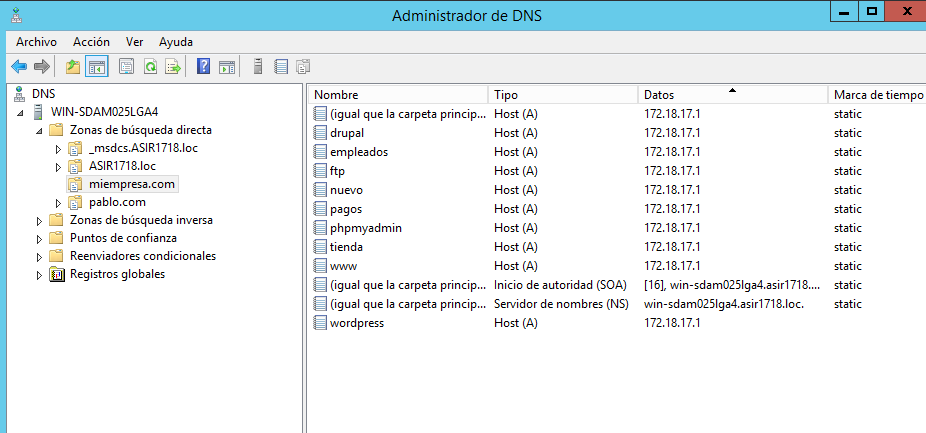 Administrador de DNS
Archivo Acción Ver Ayuda
DNS
WIN-SDAM025LGA4
Zonas de búsqueda directa
_msdcs.ASIR1718.loc
ASIR1718.loc
miempresa.com
pablo.com
Zonas de búsqueda inversa
Puntos de confianza
Reenviadores condicionales
Registros globales
Nombre Tipo Datos Marca de tiempo
(igual que la carpeta princip... Host (A) 172.18.17.1 static
drupal Host (A) 172.18.17.1 static
empleados Host (A) 172.18.17.1 static
ftp Host (A) 172.18.17.1 static
nuevo Host (A) 172.18.17.1 static
pagos Host (A) 172.18.17.1 static
phpmyadmin Host (A) 172.18.17.1 static
tienda Host (A) 172.18.17.1 static
www Host (A) 172.18.17.1 static
(igual que la carpeta princip... Inicio de autoridad (SOA) [16], win-sdam025lga4.asir1718.... static
(igual que la carpeta princip... Servidor de nombres (NS) win-sdam025lga4.asir1718.loc. static
wordpress Host (A) 172.18.17.1